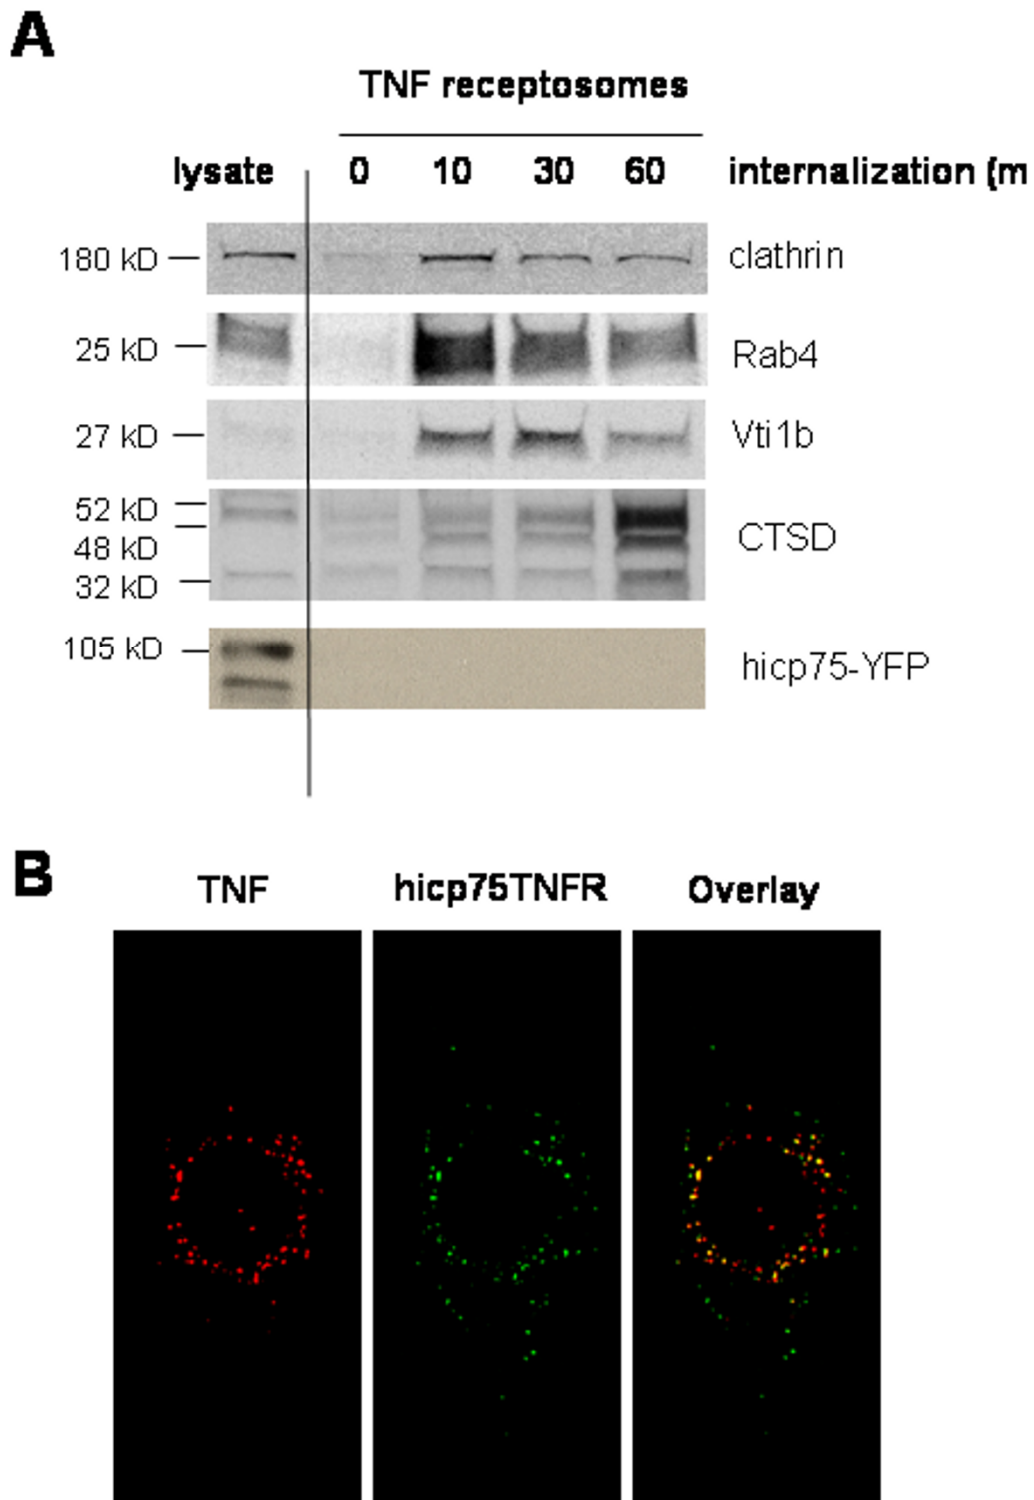 A
TNF receptosomes
lysate 0 10 30 60 internalization (m
180 kD clathrin
25 kD Rab4
27 kD Vti1b
52 kD
48 kD CTSD
32 kD
105 kD hicp75-YFP
B
TNF hicp75TNFR Overlay